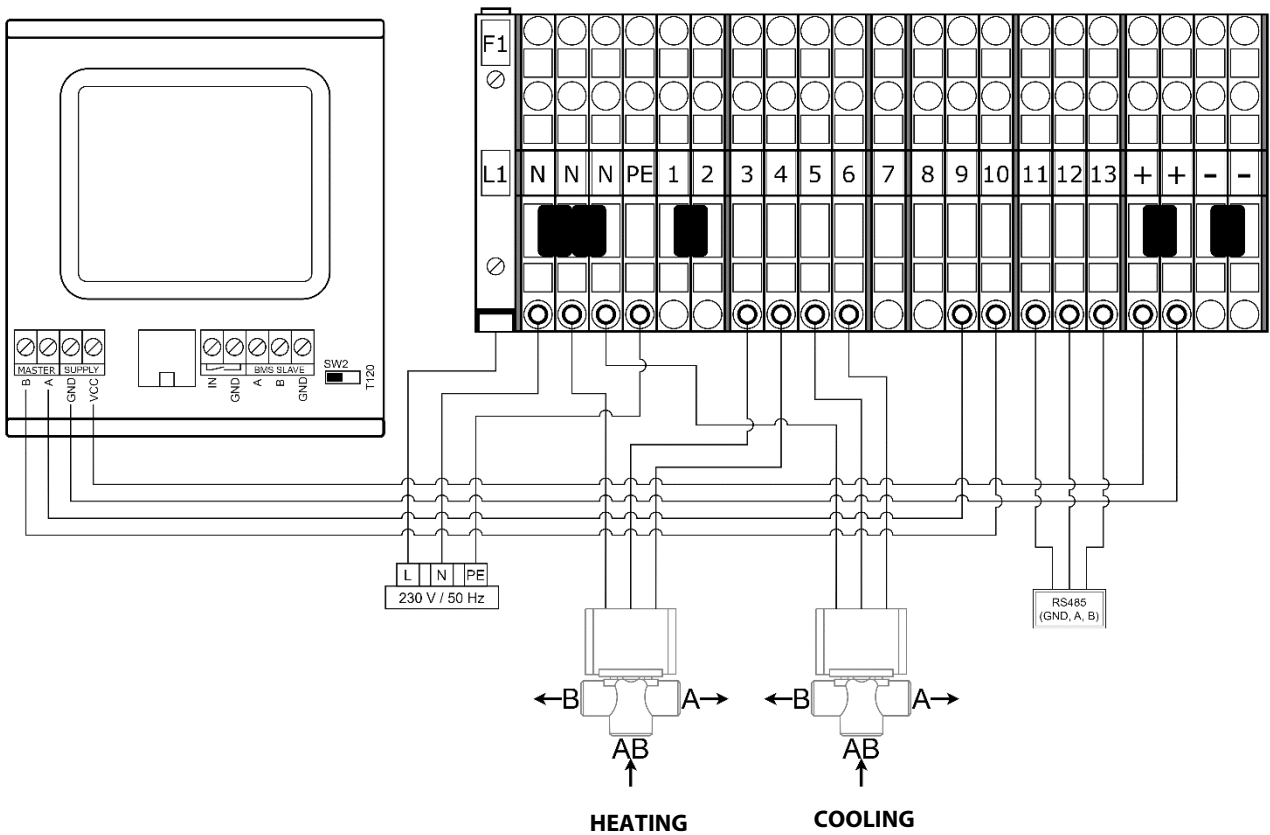 F1
L1 N N N PE 1 2 3 4 5 6 7 8 9 10 11 12 13 + + - -
MASTER SUPPLY
B A GND VCC
BMS SLAVE
IN GND A B GND
SW2
T120
L N PE
230 V / 50 Hz
RS485
(GND, A, B)
B A
AB
B A
AB
HEATING
COOLING